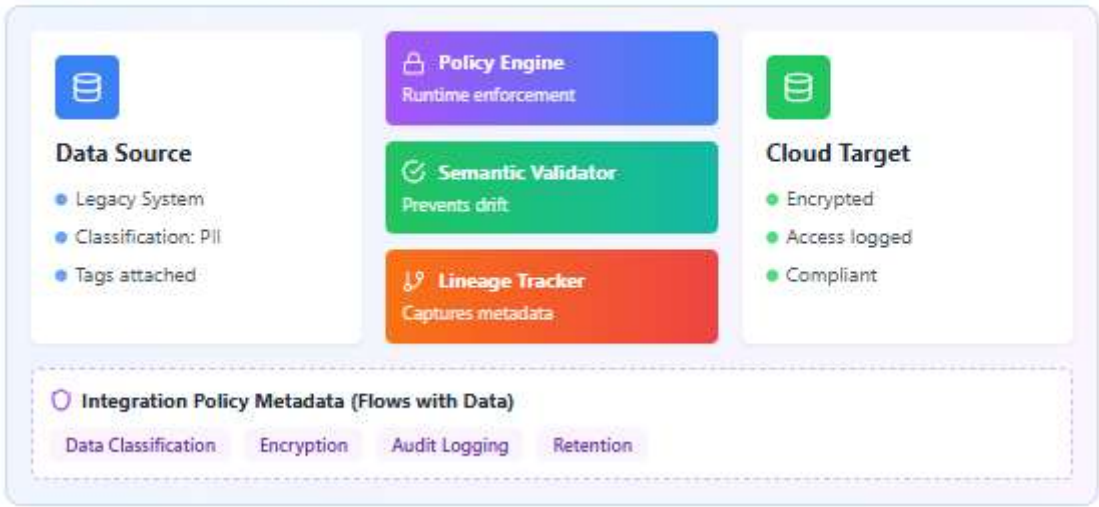 Data Source
Legacy System
Classification: PII
Tags attached
Policy Engine
Runtime enforcement
Semantic Validator
Prevents drift
Lineage Tracker
Captures metadata
Cloud Target
Encrypted
Access logged
Compliant
Integration Policy Metadata (Flows with Data)
Data Classification
Encryption
Audit Logging
Retention